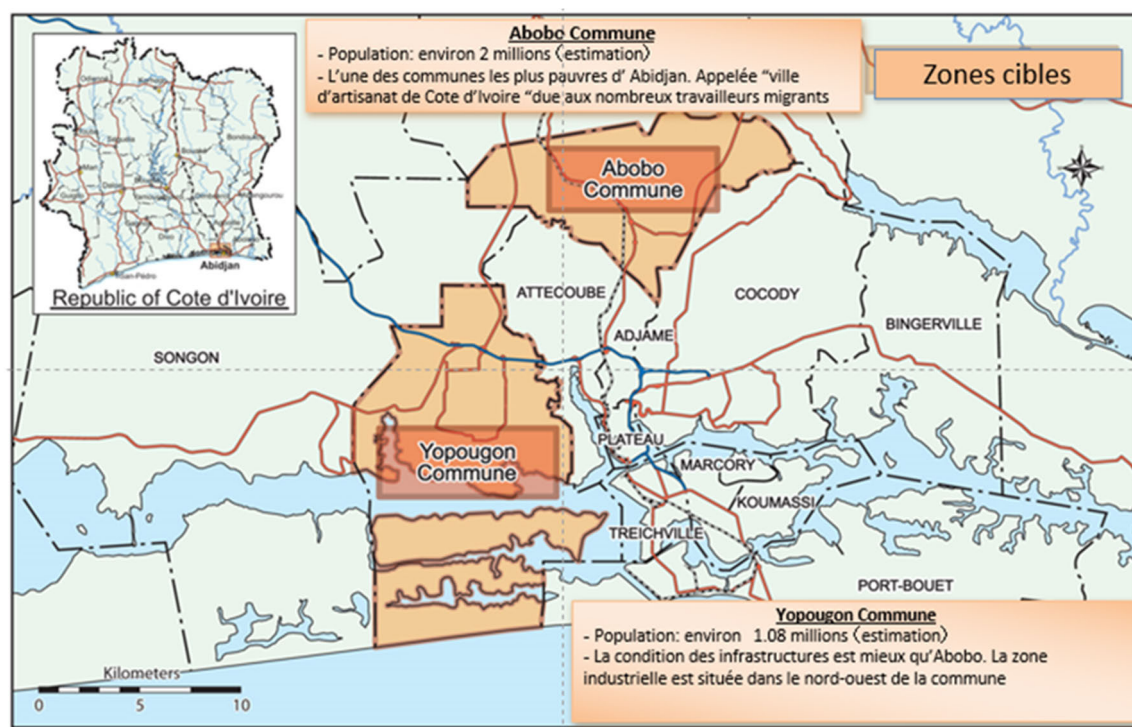 Abobo Commune
- Population: environ 2 millions (estimation)
- L'une des communes les plus pauvres d' Abidjan. Appelée "ville
d'artisanat de Cote d'Ivoire "due aux nombreux travailleurs migrants
Zones cibles
Man
San-Pédro
Abidjan
Republic of Cote d'Ivoire
Abobo
Commune
ATTECOUBE
COCODY
ADJAME
BINGERVILLE
SONGON
Yopougon
Commune
PLATEAU
MARCORY
KOUMASSI
TREICHVILLE
PORT-BOUET
Yopougon Commune
- Population: environ 1.08 millions (estimation)
- La condition des infrastructures est mieux qu'Abobo. La zone
industrielle est située dans le nord-ouest de la commune
Kilometers
0 5 10